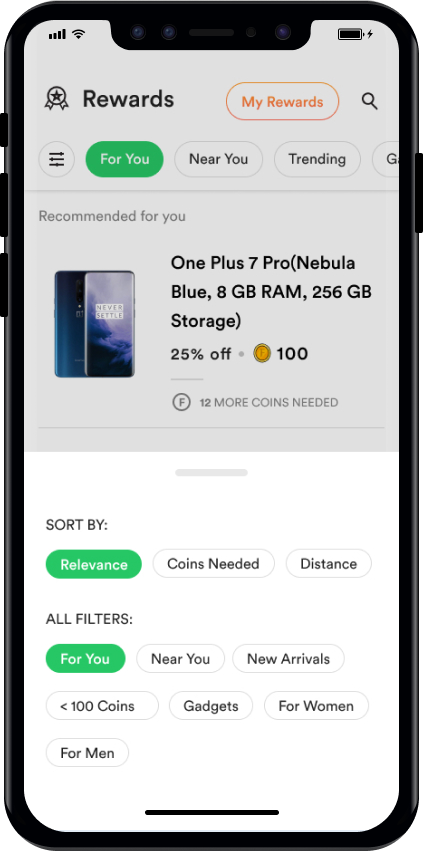 Rewards
My Rewards
For You
Near You
Trending
Recommended for you
One Plus 7 Pro(Nebula
Blue, 8 GB RAM, 256 GB
Storage)
NEVER
SETTLE
25% off • 100
F 12 MORE COINS NEEDED
SORT BY:
Relevance
Coins Needed
Distance
ALL FILTERS:
For You
Near You
New Arrivals
< 100 Coins
Gadgets
For Women
For Men